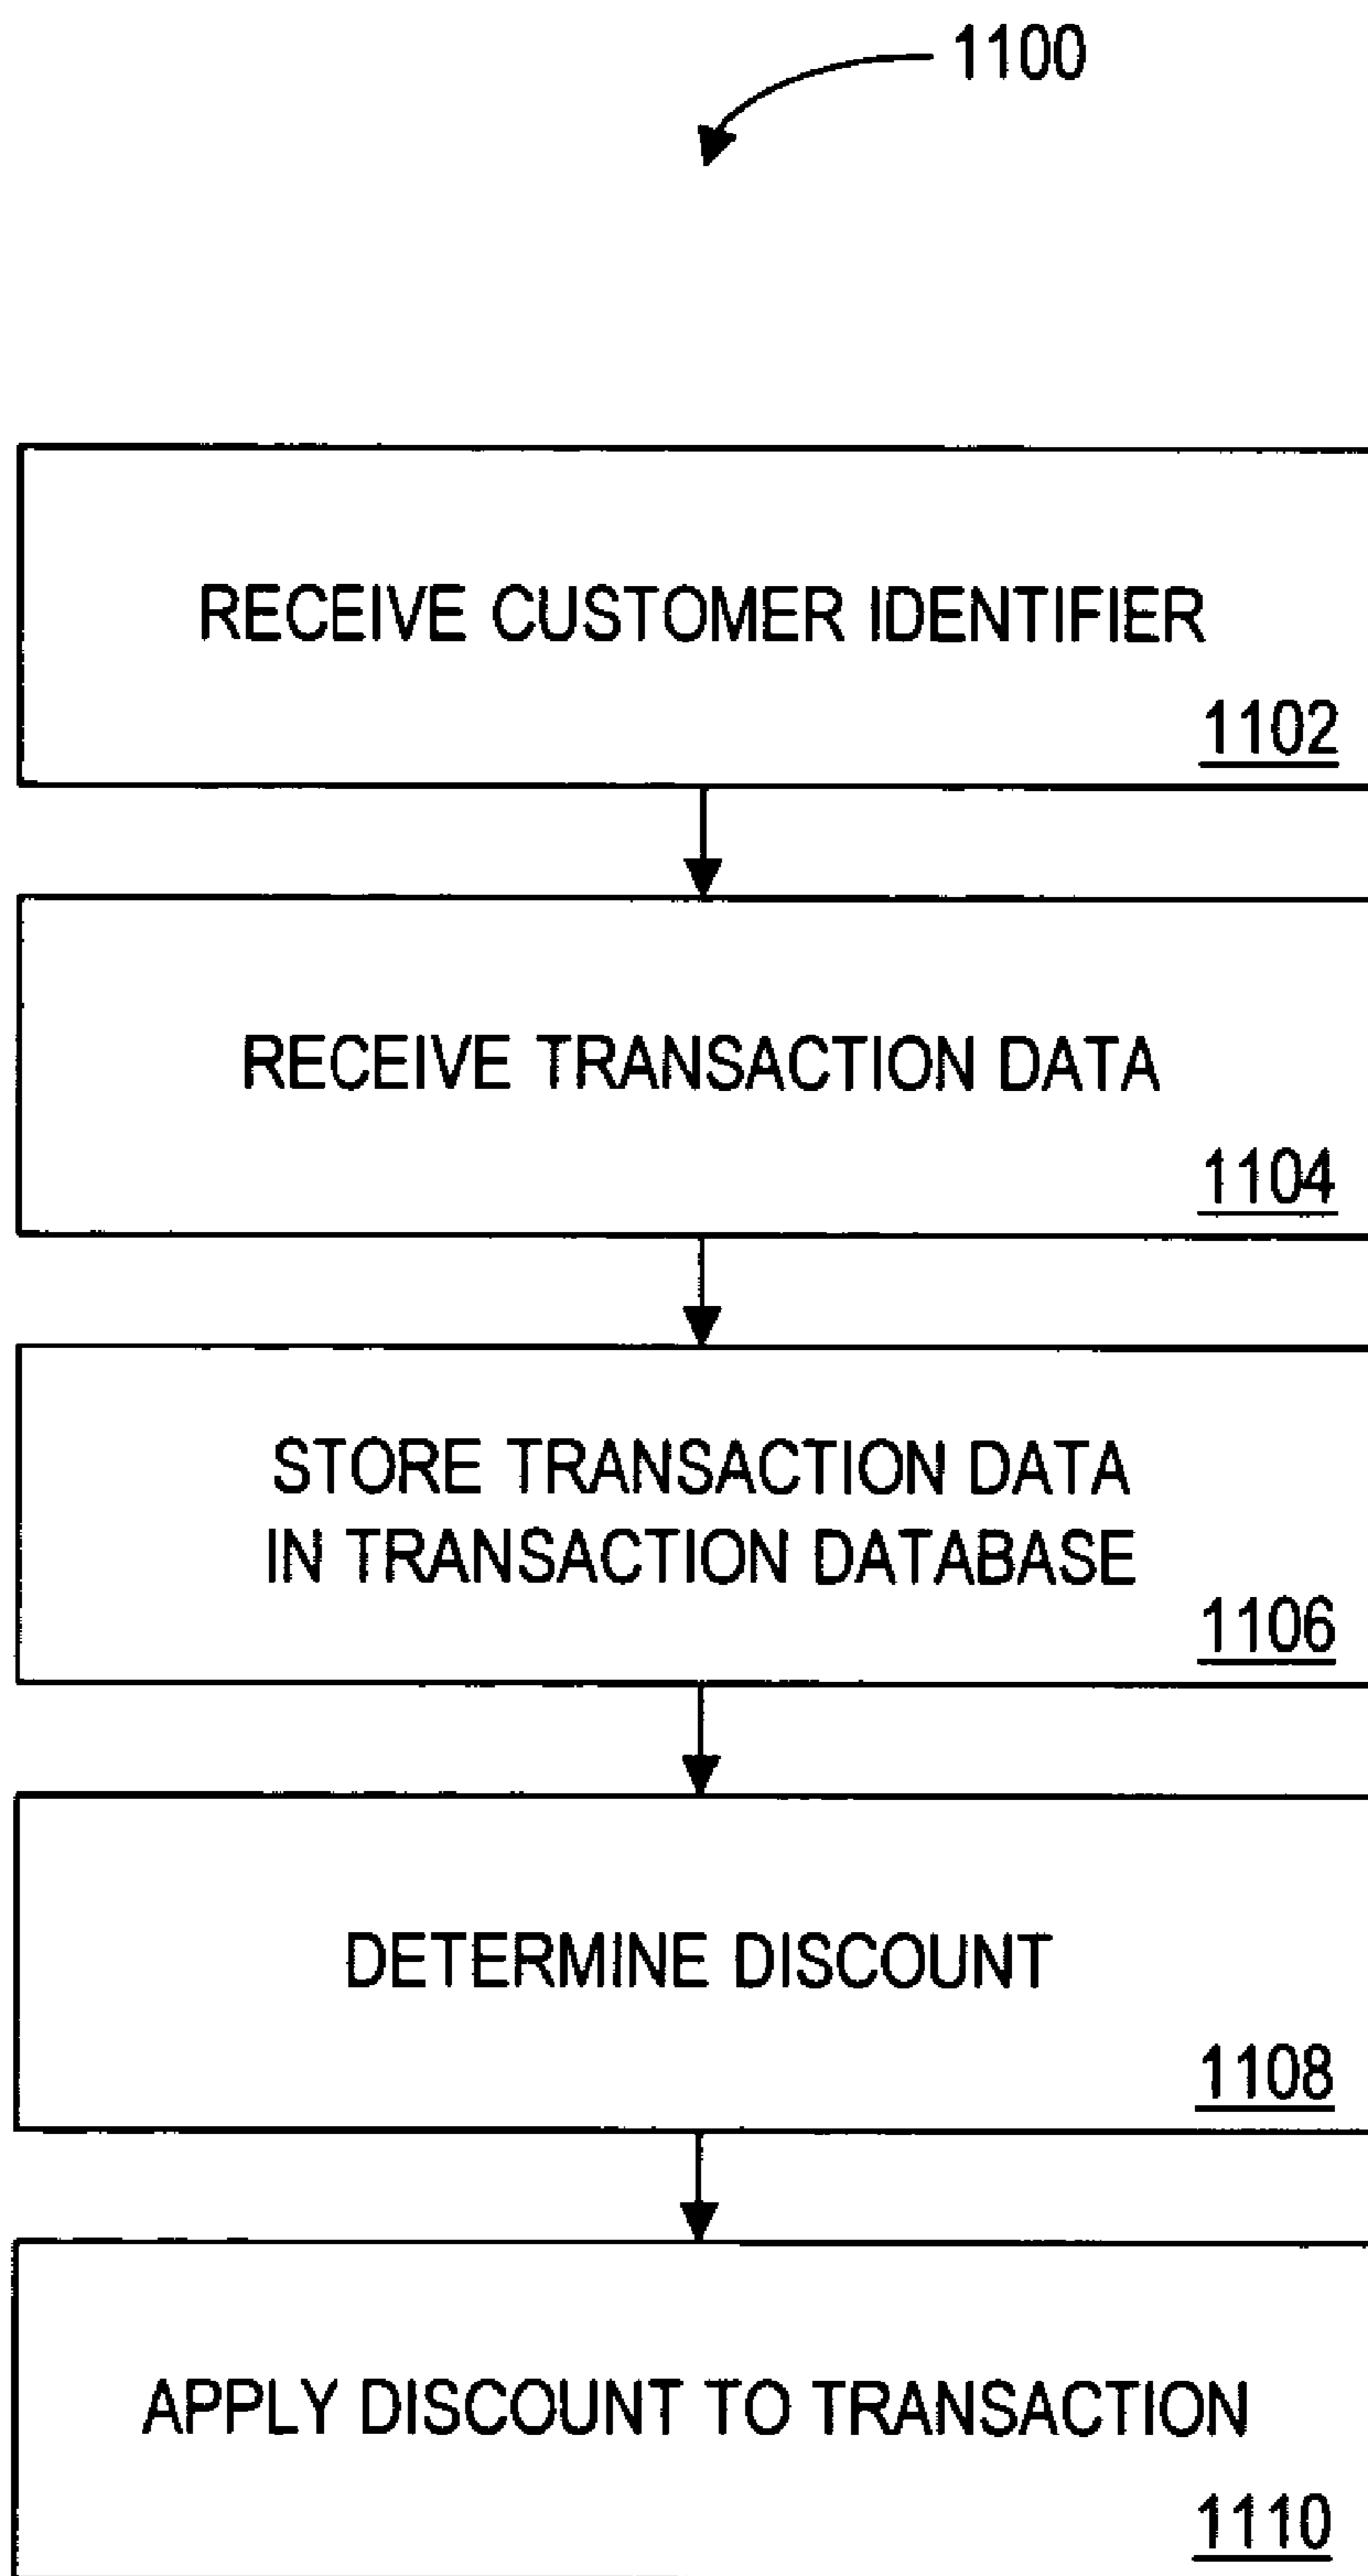 1100
RECEIVE CUSTOMER IDENTIFIER
1102
RECEIVE TRANSACTION DATA
1104
STORE TRANSACTION DATA
IN TRANSACTION DATABASE
1106
DETERMINE DISCOUNT
1108
APPLY DISCOUNT TO TRANSACTION
1110